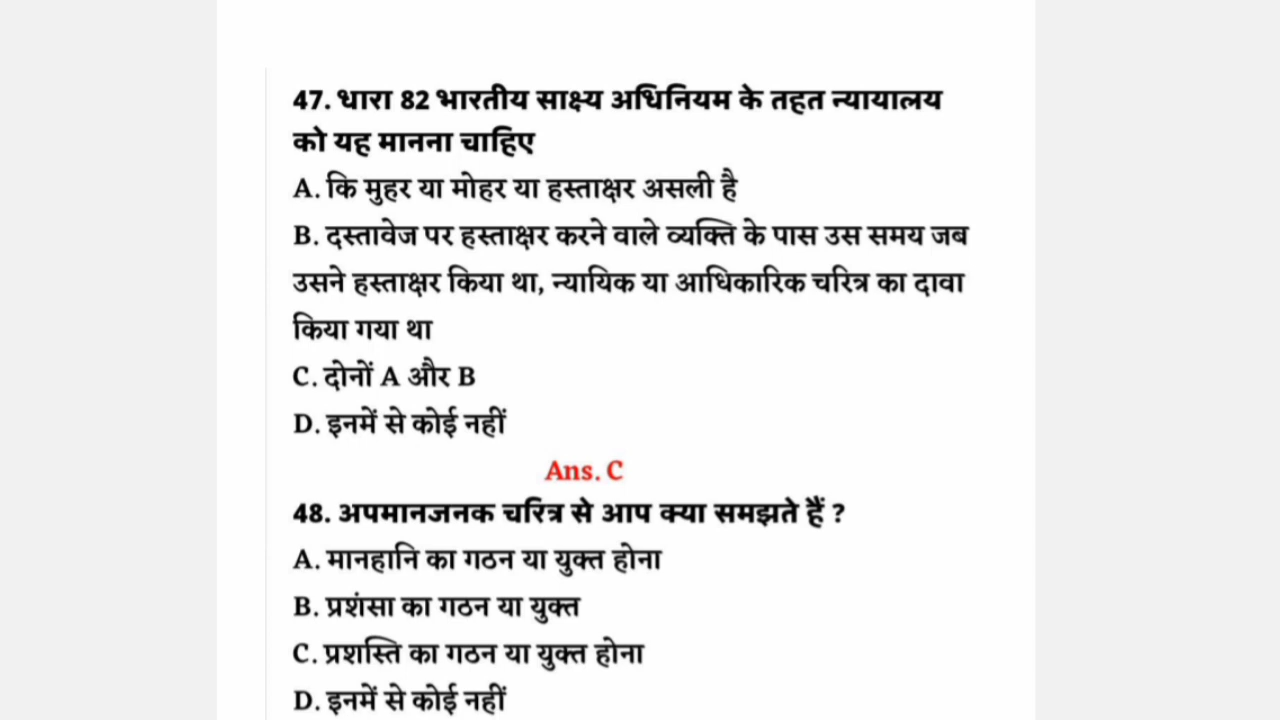 47. धारा 82 भारतीय साक्ष्य अधिनियम के तहत न्यायालय
को यह मानना चाहिए
A. कि मुहर या मोहर या हस्ताक्षर असली है
B. दस्तावेज पर हस्ताक्षर करने वाले व्यक्ति के पास उस समय जब
उसने हस्ताक्षर किया था, न्यायिक या आधिकारिक चरित्र का दावा
किया गया था
C. दोनों A और B
D. इनमें से कोई नहीं
Ans. C
48. अपमानजनक चरित्र से आप क्या समझते हैं ?
A. मानहानि का गठन या युक्त होना
B. प्रशंसा का गठन या युक्त
C. प्रशस्ति का गठन या युक्त होना
D. इनमें से कोई नहीं